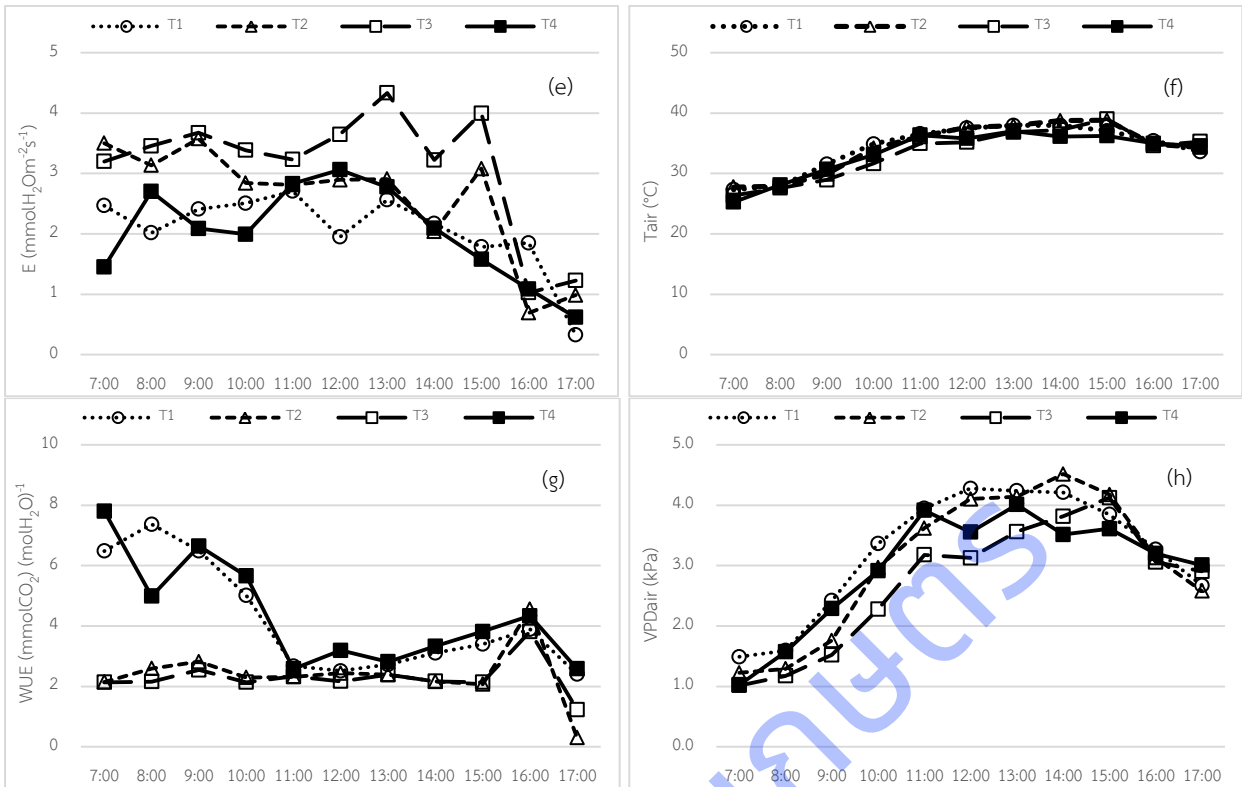 T1 T2 T3 T4
(e)
E (mmolH₂Om⁻²s⁻¹)
5
4
3
2
1
0
7:00 8:00 9:00 10:00 11:00 12:00 13:00 14:00 15:00 16:00 17:00
T1 T2 T3 T4
(f)
Tair (°C)
50
40
30
20
10
0
7:00 8:00 9:00 10:00 11:00 12:00 13:00 14:00 15:00 16:00 17:00
T1 T2 T3 T4
(g)
WUE (mmolCO₂) (molH₂O)⁻¹
10
8
6
4
2
0
7:00 8:00 9:00 10:00 11:00 12:00 13:00 14:00 15:00 16:00 17:00
T1 T2 T3 T4
(h)
VPDair (kPa)
5.0
4.0
3.0
2.0
1.0
0.0
7:00 8:00 9:00 10:00 11:00 12:00 13:00 14:00 15:00 16:00 17:00